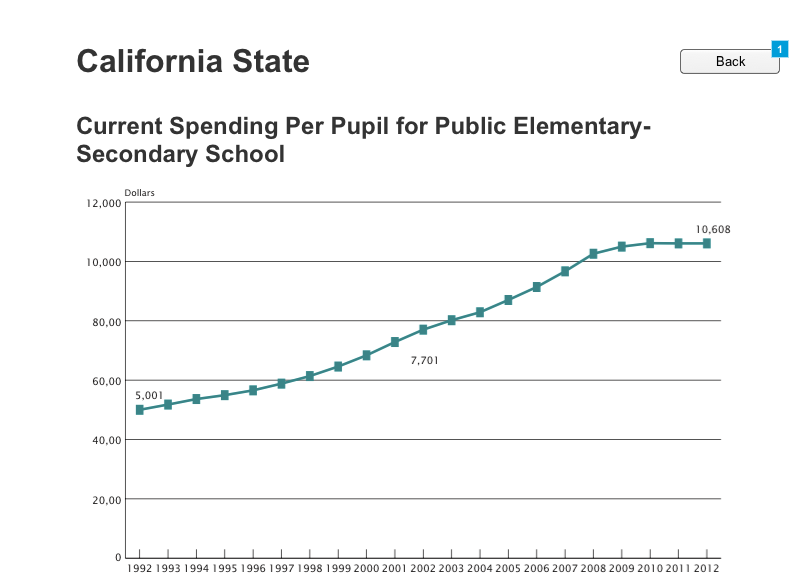 California State
Back
1
Current Spending Per Pupil for Public Elementary-
Secondary School
Dollars
12,000
10,608
10,000
80,00
7,701
60,00
5,001
40,00
20,00
0
1992 1993 1994 1995 1996 1997 1998 1999 2000 2001 2002 2003 2004 2005 2006 2007 2008 2009 2010 2011 2012